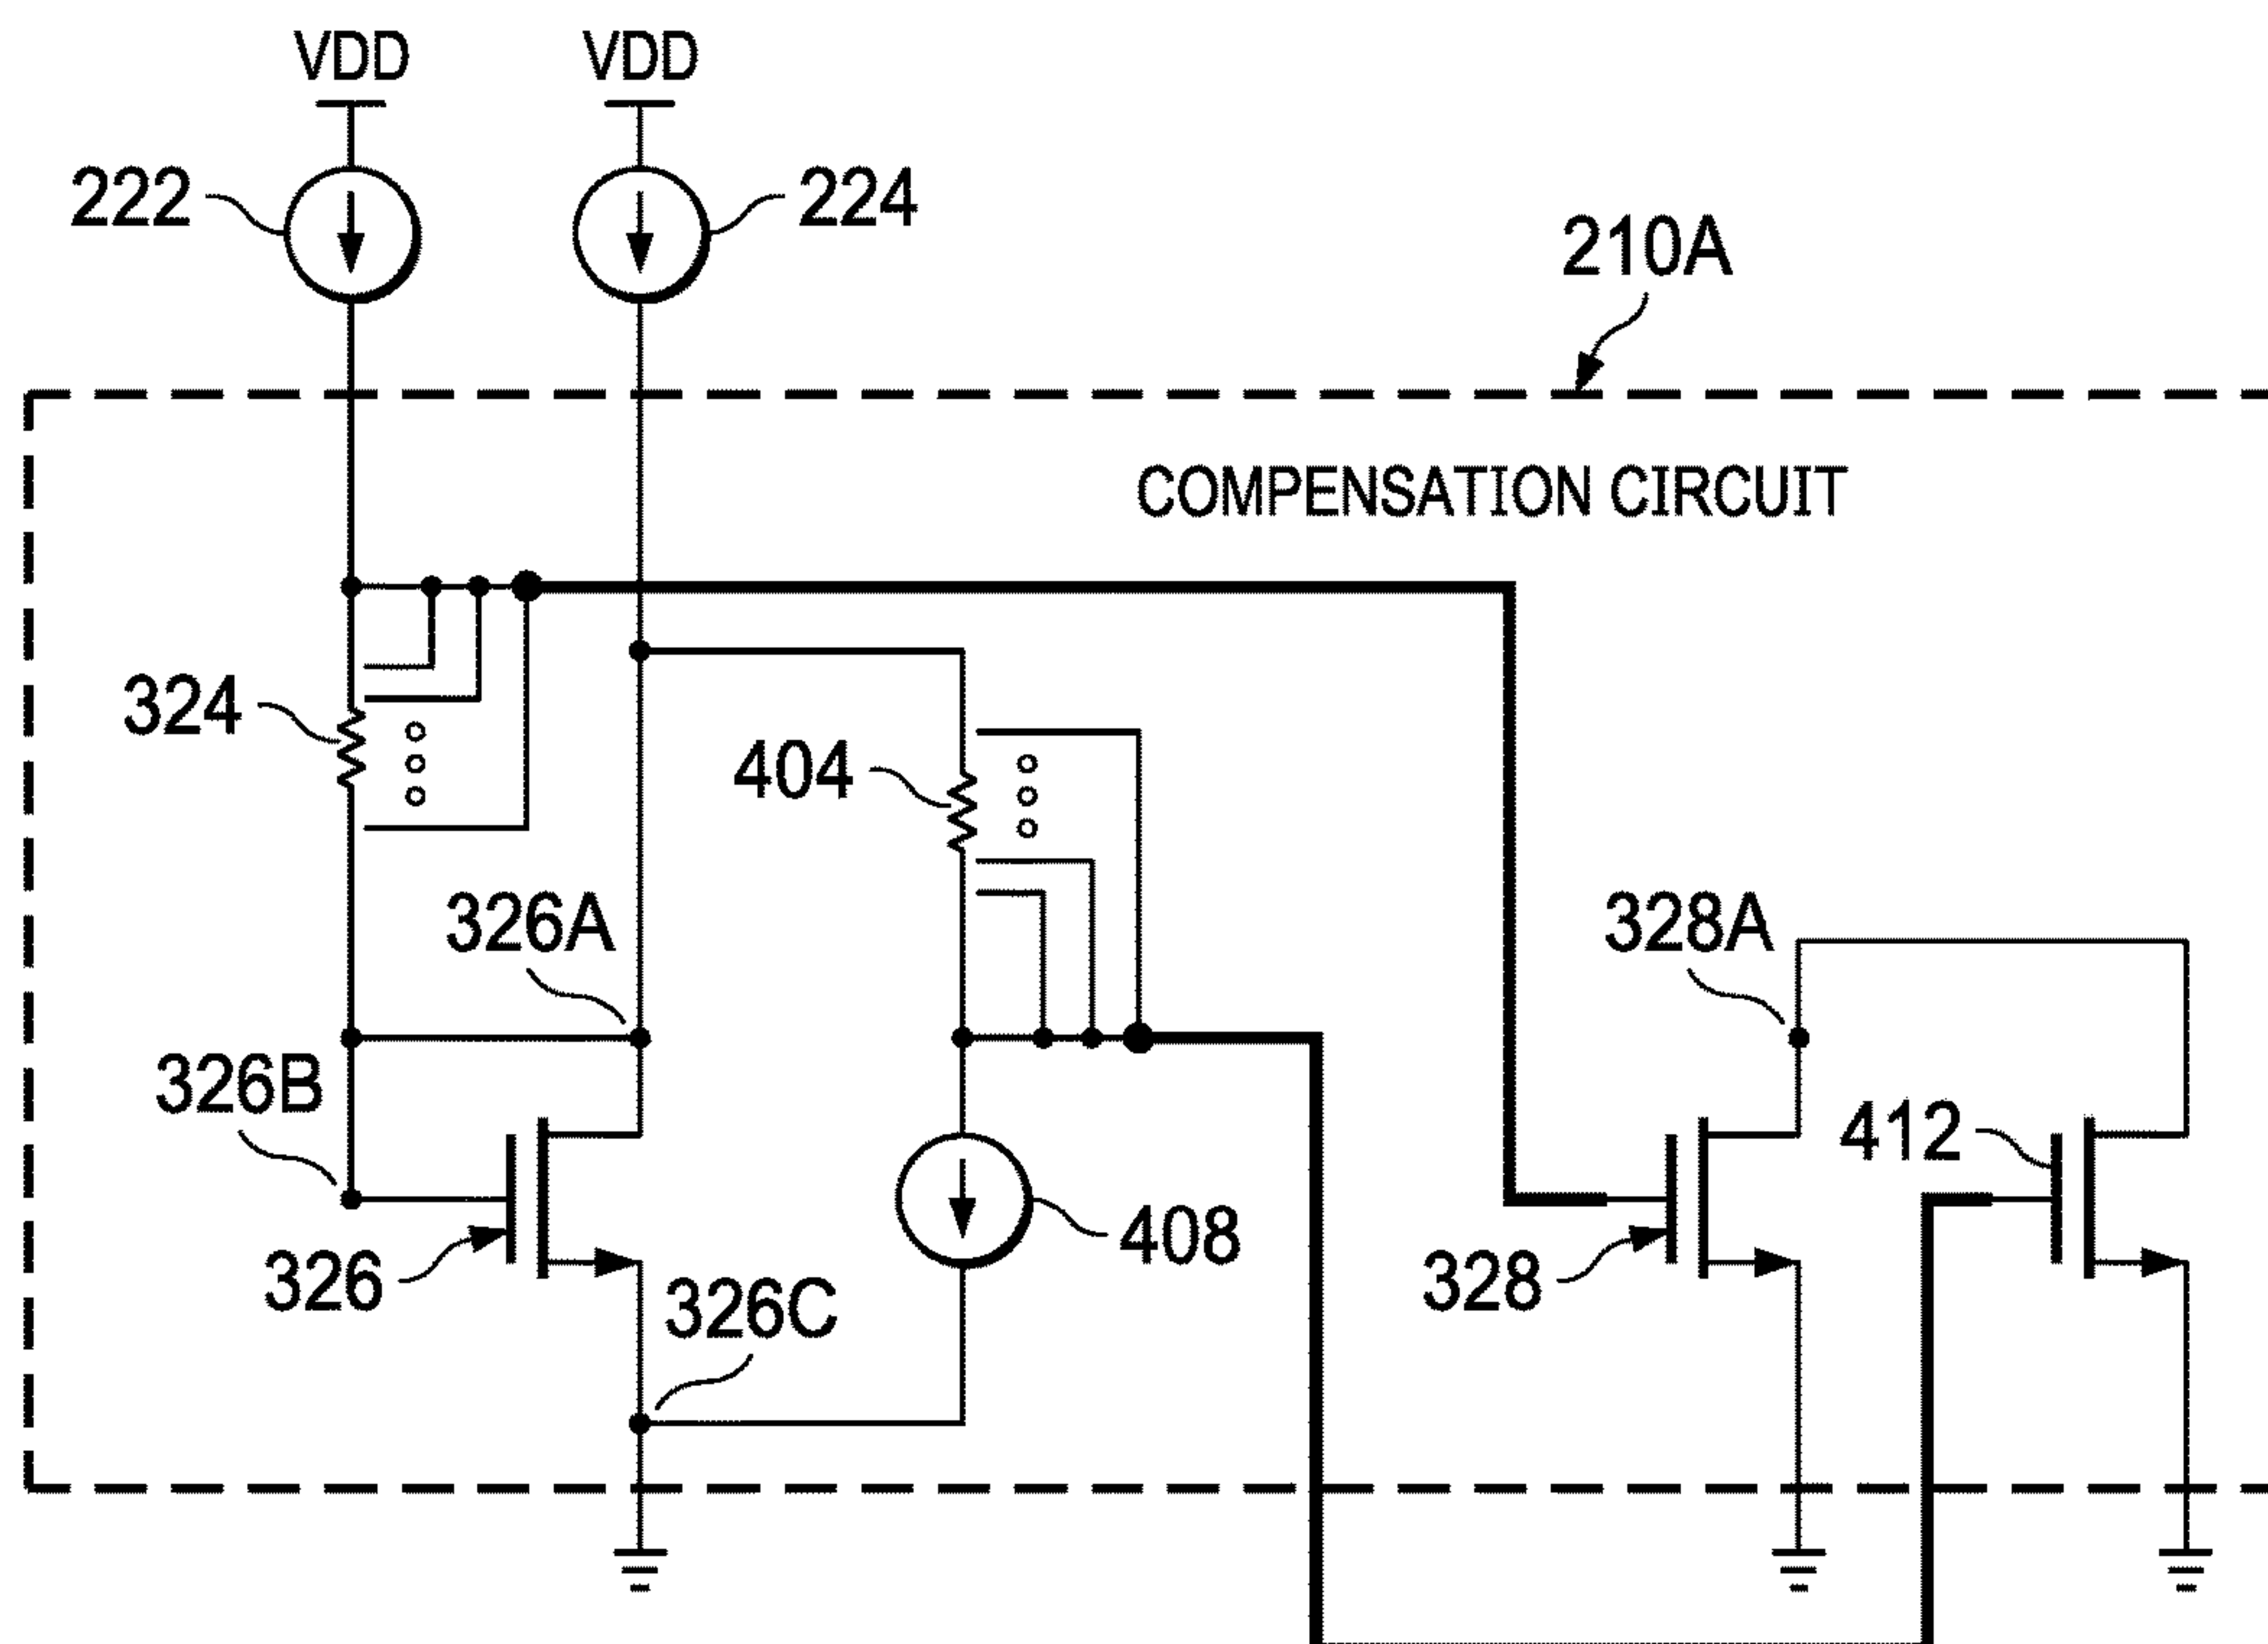 VDD
VDD
222
224
210A
COMPENSATION CIRCUIT
324
404
326A
328A
326B
412
408
326
328
326C